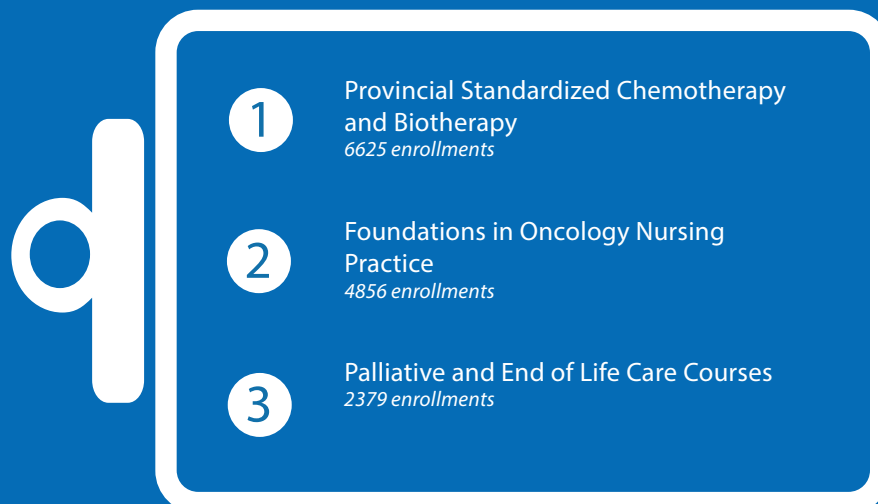 1
Provincial Standardized Chemotherapy
and Biotherapy
6625 enrollments
2
Foundations in Oncology Nursing
Practice
4856 enrollments
3
Palliative and End of Life Care Courses
2379 enrollments